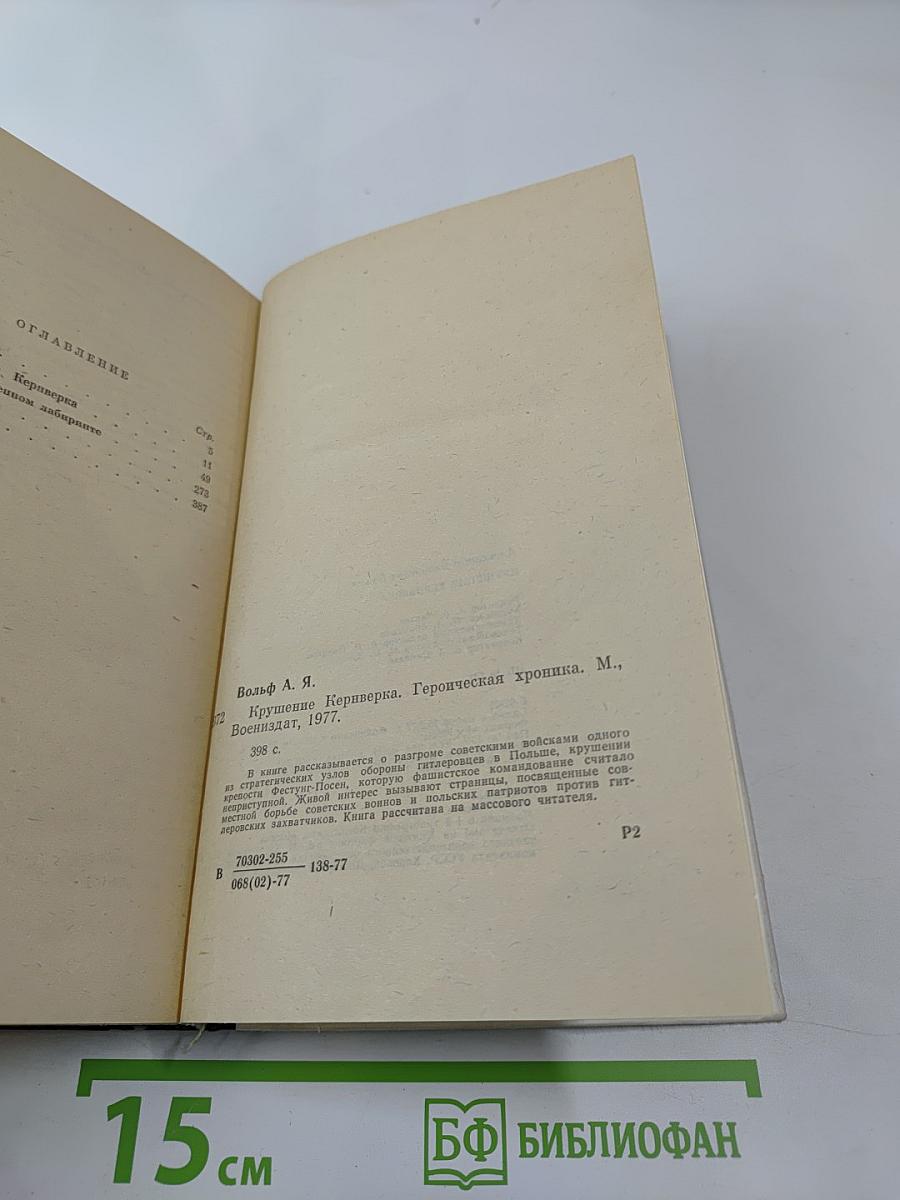 ОГЛАВЛЕНИЕ
Стр.
5
Кернверка
11
лабиринте
49
273
387
Вольф А. Я.
Крушение Кернверка. Героическая хроника. М.,
Воениздат, 1977.
398 с.
В книге рассказывается о разгроме советскими войсками одного
из стратегических узлов обороны гитлеровцев в Польше, крушении
крепости Фестунг-Посен, которую фашистское командование считало
неприступной. Живой интерес вызывают страницы, посвященные сов-
местной борьбе советских воинов и польских патриотов против гит-
леровских захватчиков. Книга рассчитана на массового читателя.
В 70302-255
068(02)-77 138-77
Р2
15 см
БФ БИБЛИОФАН